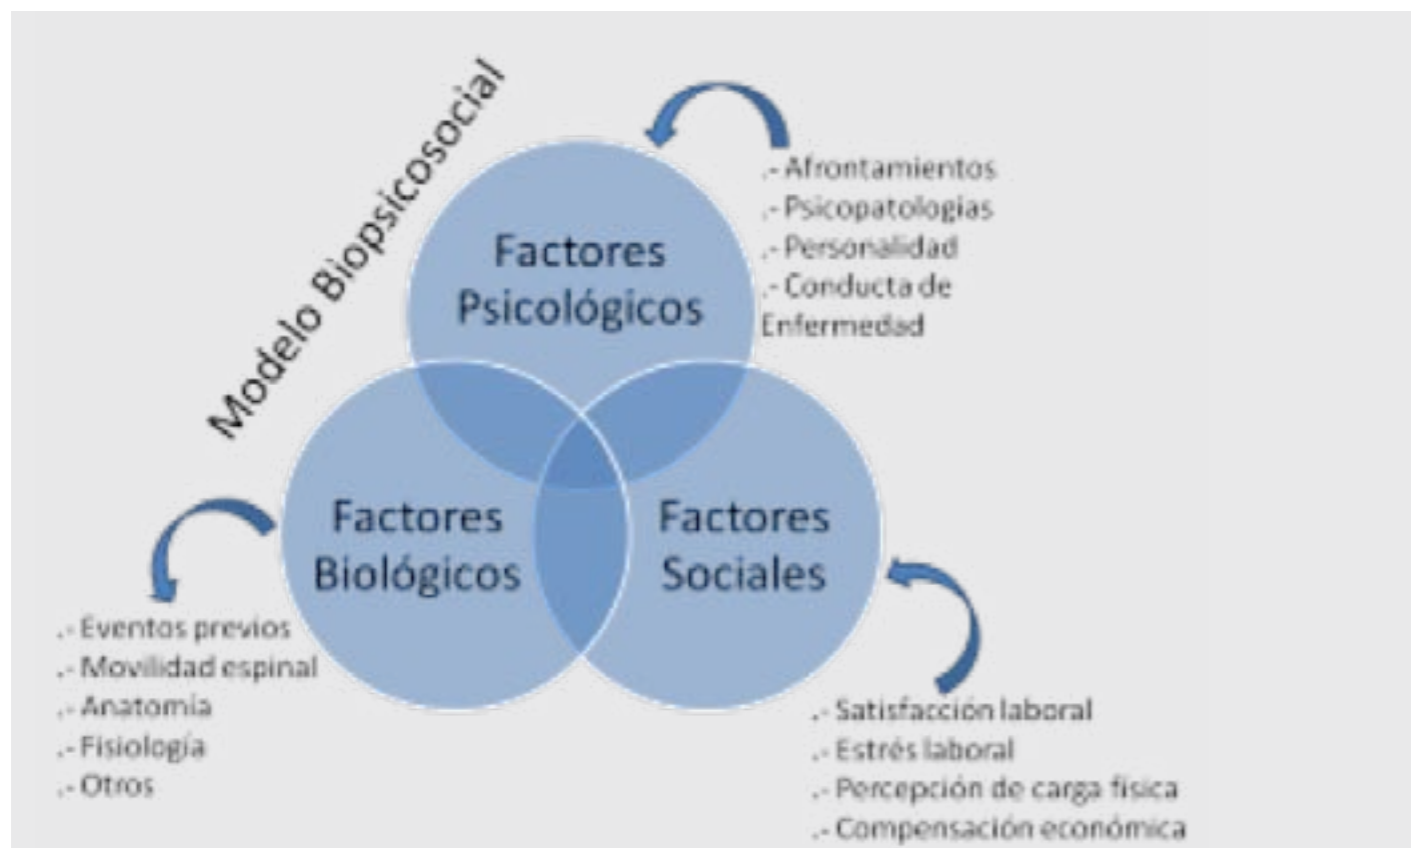 Modelo Biopsicosocial
Factores
Psicológicos
.- Afrontamientos
.- Psicopatologías
.- Personalidad
.- Conducta de
Enfermedad
Factores
Biológicos
.- Eventos previos
.- Movilidad espinal
.- Anatomía
.- Fisiología
.- Otros
Factores
Sociales
.- Satisfacción laboral
.- Estrés laboral
.- Percepción de carga física
.- Compensación económica